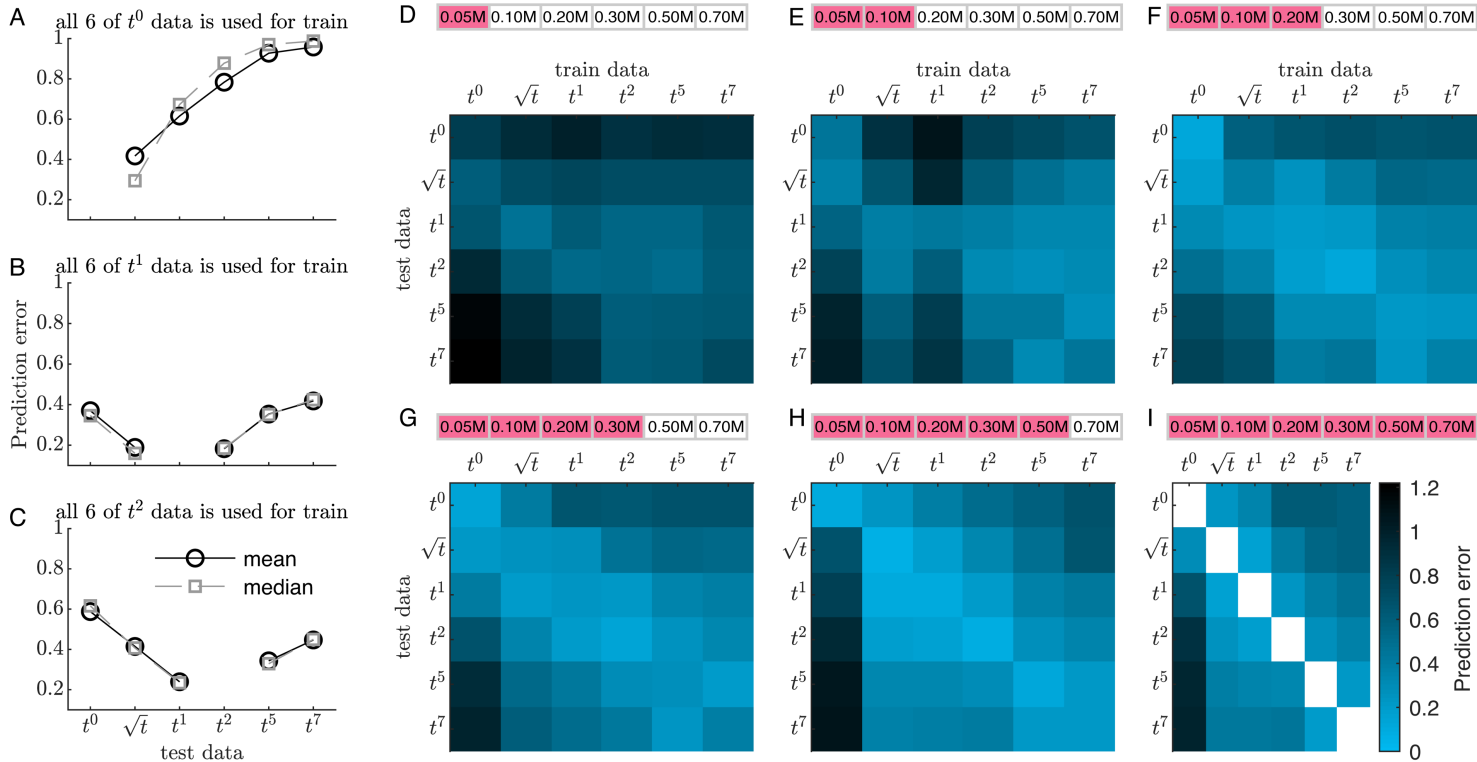 A
all 6 of t⁰ data is used for train
1
0.8
0.6
0.4
0.2
B
all 6 of t¹ data is used for train
1
0.8
0.6
0.4
0.2
Prediction error
C
all 6 of t² data is used for train
1
0.8
0.6
0.4
0.2
mean
median
t⁰ √t t¹ t² t⁵ t⁷
test data
D
0.05M 0.10M 0.20M 0.30M 0.50M 0.70M
train data
t⁰ √t t¹ t² t⁵ t⁷
test data
t⁰
√t
t¹
t²
t⁵
t⁷
E
0.05M 0.10M 0.20M 0.30M 0.50M 0.70M
train data
t⁰ √t t¹ t² t⁵ t⁷
t⁰
√t
t¹
t²
t⁵
t⁷
F
0.05M 0.10M 0.20M 0.30M 0.50M 0.70M
train data
t⁰ √t t¹ t² t⁵ t⁷
t⁰
√t
t¹
t²
t⁵
t⁷
G
0.05M 0.10M 0.20M 0.30M 0.50M 0.70M
t⁰ √t t¹ t² t⁵ t⁷
test data
t⁰
√t
t¹
t²
t⁵
t⁷
H
0.05M 0.10M 0.20M 0.30M 0.50M 0.70M
t⁰ √t t¹ t² t⁵ t⁷
t⁰
√t
t¹
t²
t⁵
t⁷
I
0.05M 0.10M 0.20M 0.30M 0.50M 0.70M
t⁰ √t t¹ t² t⁵ t⁷
t⁰
√t
t¹
t²
t⁵
t⁷
1.2
1
0.8
0.6
0.4
0.2
0
Prediction error